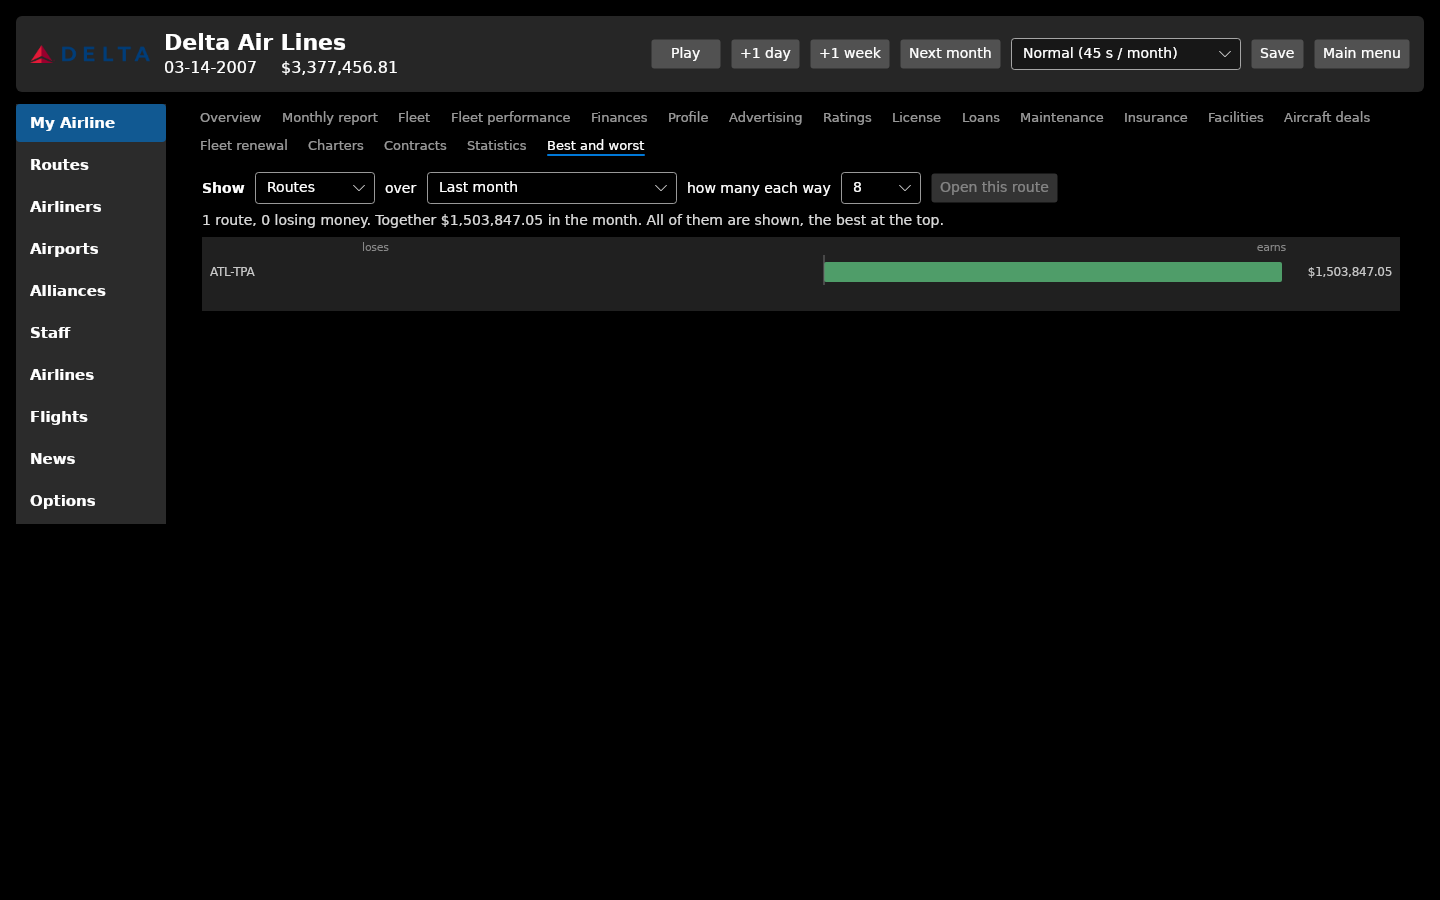 DELTA
Delta Air Lines
03-14-2007 $3,377,456.81
Play
+1 day
+1 week
Next month
Normal (45 s / month)
Save
Main menu
My Airline
Routes
Airliners
Airports
Alliances
Staff
Airlines
Flights
News
Options
Overview Monthly report Fleet Fleet performance Finances Profile Advertising Ratings License Loans Maintenance Insurance Facilities Aircraft deals
Fleet renewal Charters Contracts Statistics Best and worst
Show Routes over Last month how many each way 8 Open this route
1 route, 0 losing money. Together $1,503,847.05 in the month. All of them are shown, the best at the top.
loses earns
ATL-TPA $1,503,847.05